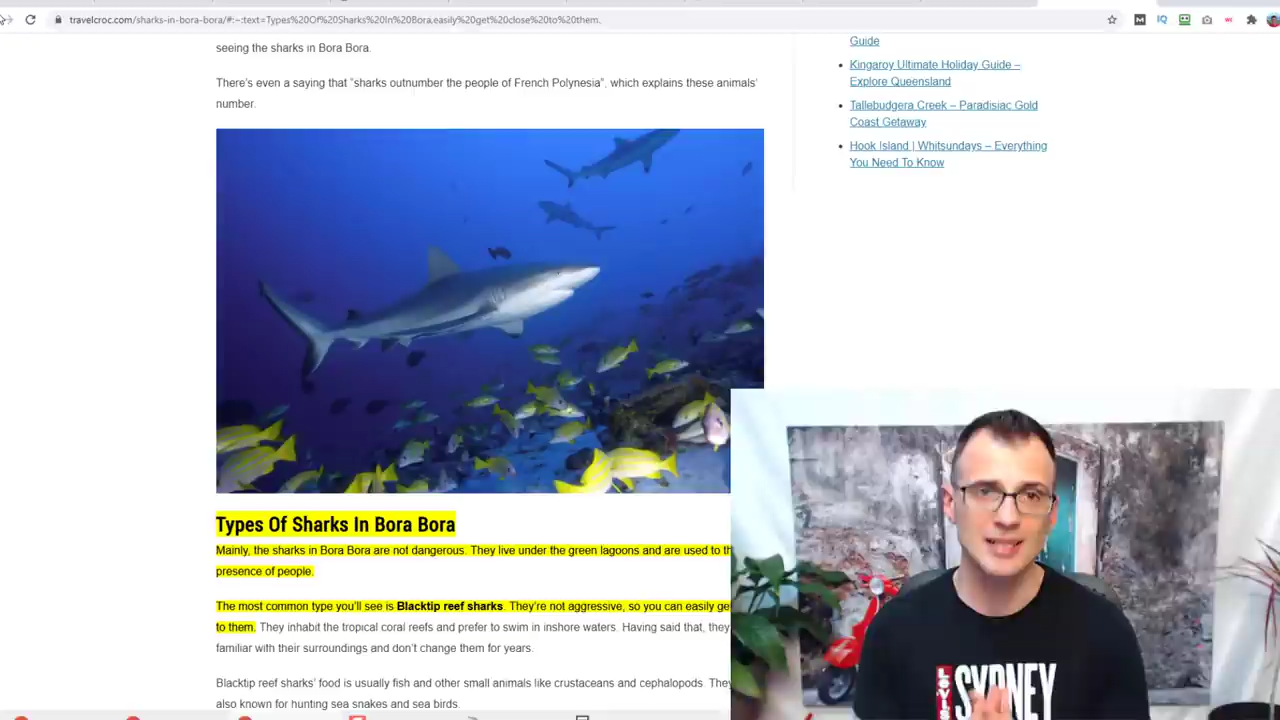 travelcroc.com/sharks-in-bora-bora/#:~:text=Types%20Of%20Sharks%20In%20Bora,easily%20get%20close%20to%20them.
seeing the sharks in Bora Bora.
There's even a saying that "sharks outnumber the people of French Polynesia", which explains these animals'
number.
Types Of Sharks In Bora Bora
Mainly, the sharks in Bora Bora are not dangerous. They live under the green lagoons and are used to th
presence of people.
The most common type you'll see is Blacktip reef sharks. They're not aggressive, so you can easily ge
to them. They inhabit the tropical coral reefs and prefer to swim in inshore waters. Having said that, they
familiar with their surroundings and don't change them for years.
Blacktip reef sharks' food is usually fish and other small animals like crustaceans and cephalopods. They
also known for hunting sea snakes and sea birds.
Guide
Kingaroy Ultimate Holiday Guide –
Explore Queensland
Tallebudgera Creek – Paradisiac Gold
Coast Getaway
Hook Island | Whitsundays – Everything
You Need To Know
LEVI'S
SYDNEY